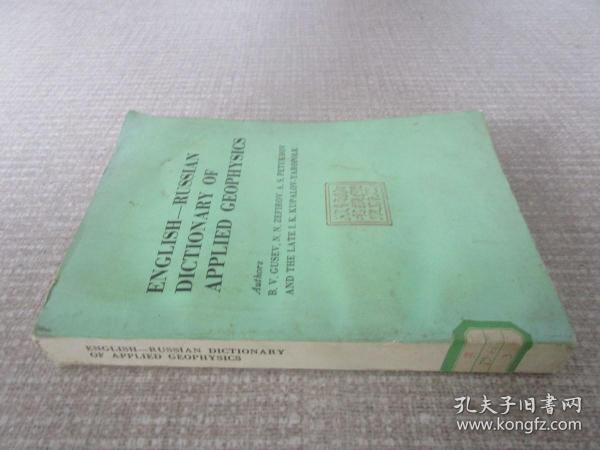 ENGLISH—RUSSIAN
DICTIONARY OF
APPLIED GEOPHYSICS
Authors
B. V. GUSEV, N. N. ZEFIROV, A. S. PETUKHOV
AND THE LATE I. K. KUPALOV-YAROPOLK
ENGLISH—RUSSIAN DICTIONARY
OF APPLIED GEOPHYSICS
孔夫子旧书网
www.kongfz.com